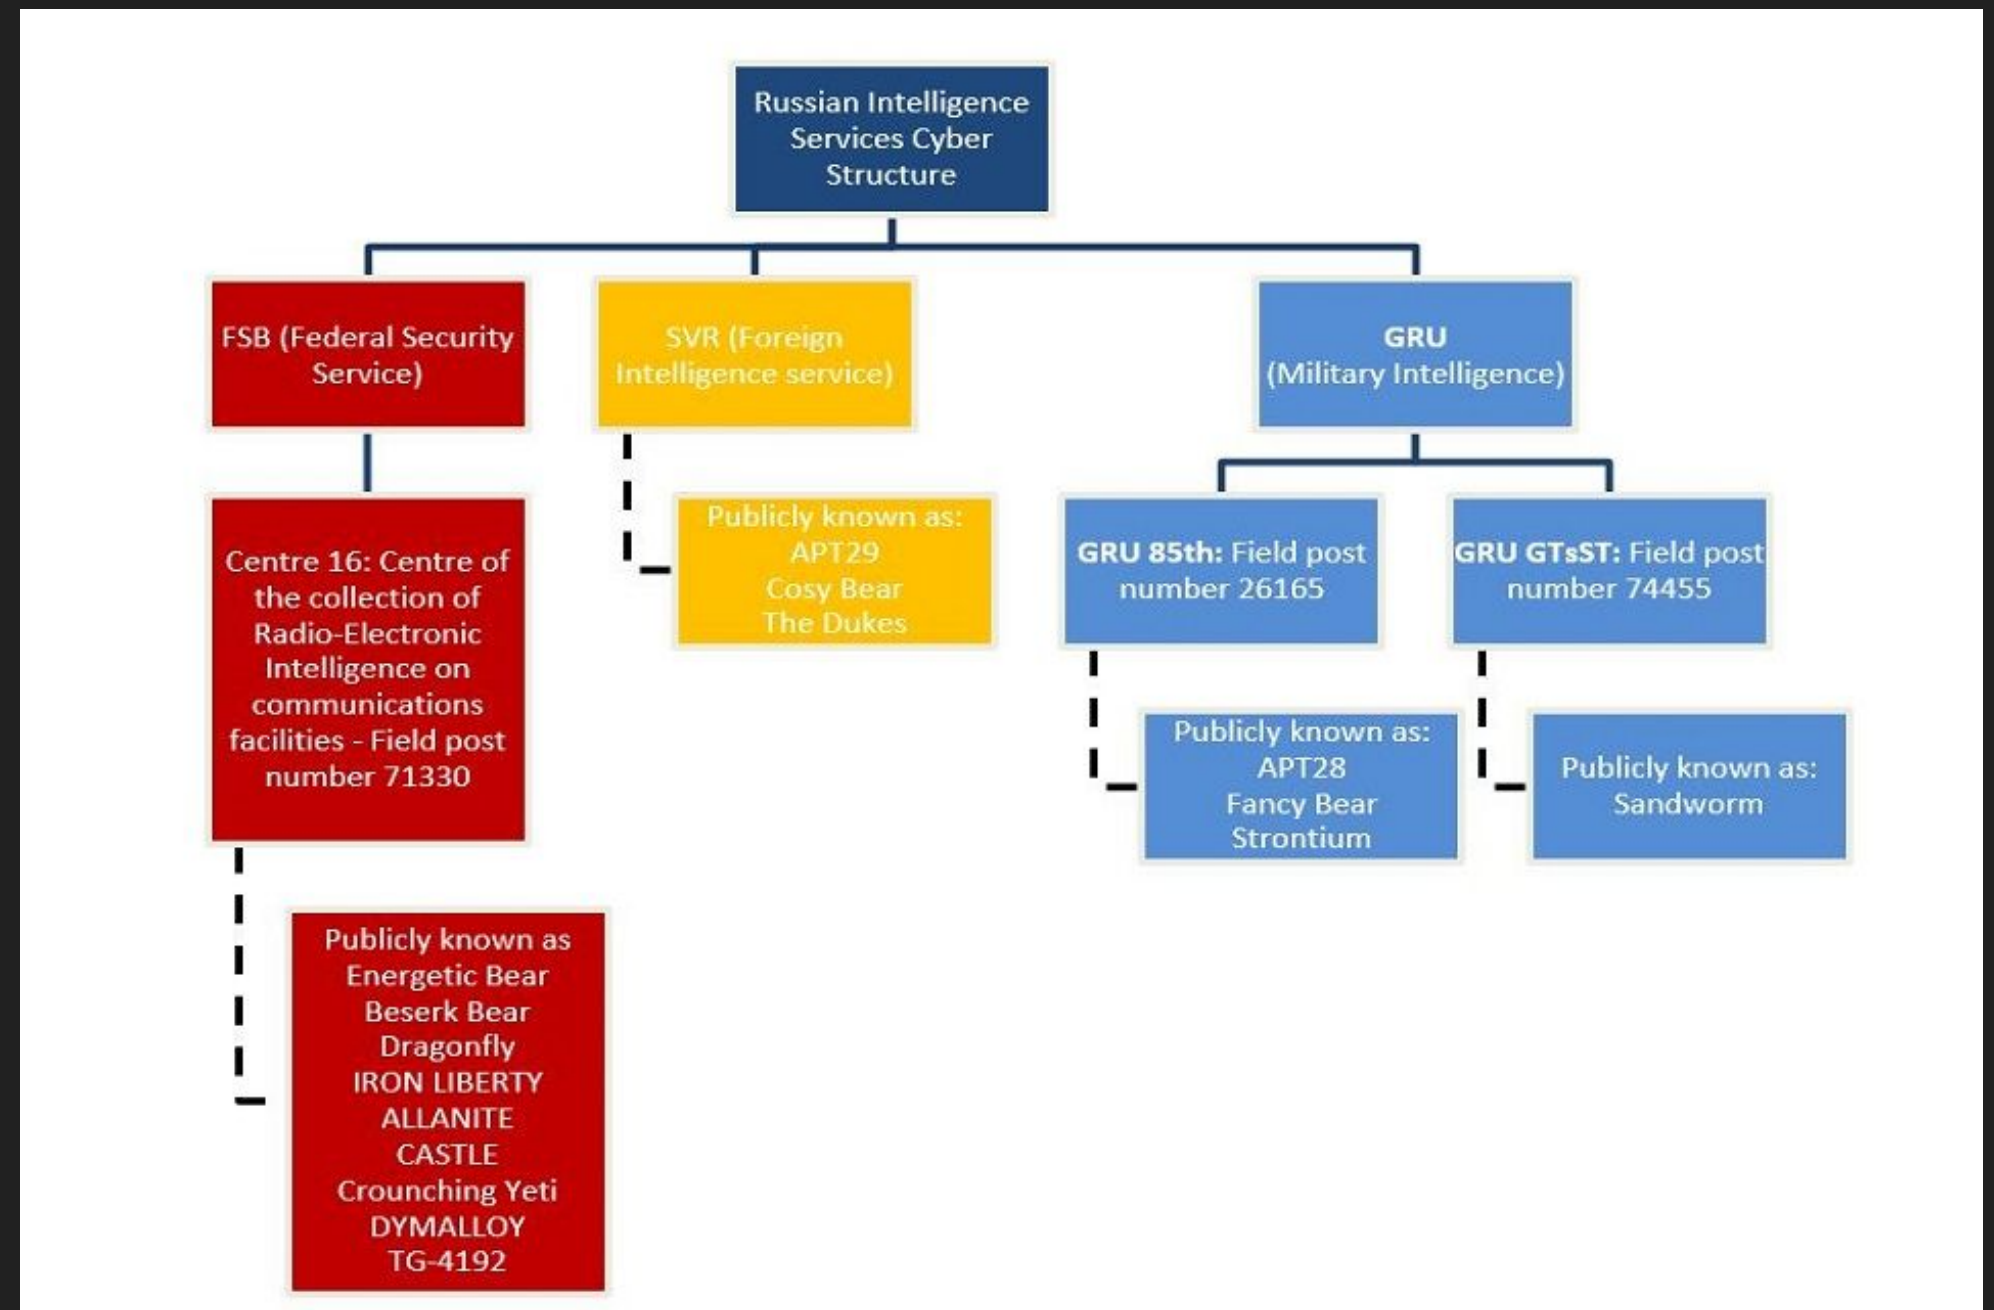 Russian Intelligence
Services Cyber
Structure
FSB (Federal Security
Service)
SVR (Foreign
Intelligence service)
GRU
(Military Intelligence)
Centre 16: Centre of
the collection of
Radio-Electronic
Intelligence on
communications
facilities - Field post
number 71330
Publicly known as:
APT29
Cosy Bear
The Dukes
GRU 85th: Field post
number 26165
GRU GTsST: Field post
number 74455
Publicly known as:
APT28
Fancy Bear
Strontium
Publicly known as:
Sandworm
Publicly known as
Energetic Bear
Beserk Bear
Dragonfly
IRON LIBERTY
ALLANITE
CASTLE
Crounching Yeti
DYMALLOY
TG-4192